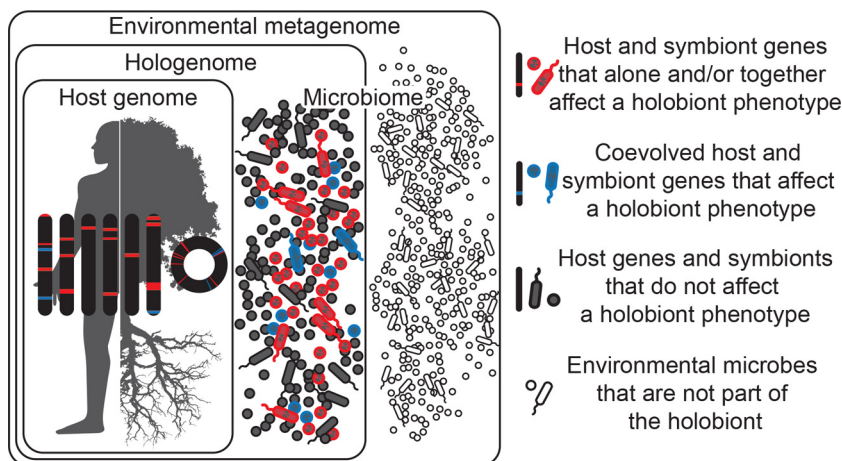 Environmental metagenome
Hologenome
Host genome
Microbiome
Host and symbiont genes
that alone and/or together
affect a holobiont phenotype
Coevolved host and
symbiont genes that affect
a holobiont phenotype
Host genes and symbionts
that do not affect
a holobiont phenotype
Environmental microbes
that are not part of
the holobiont